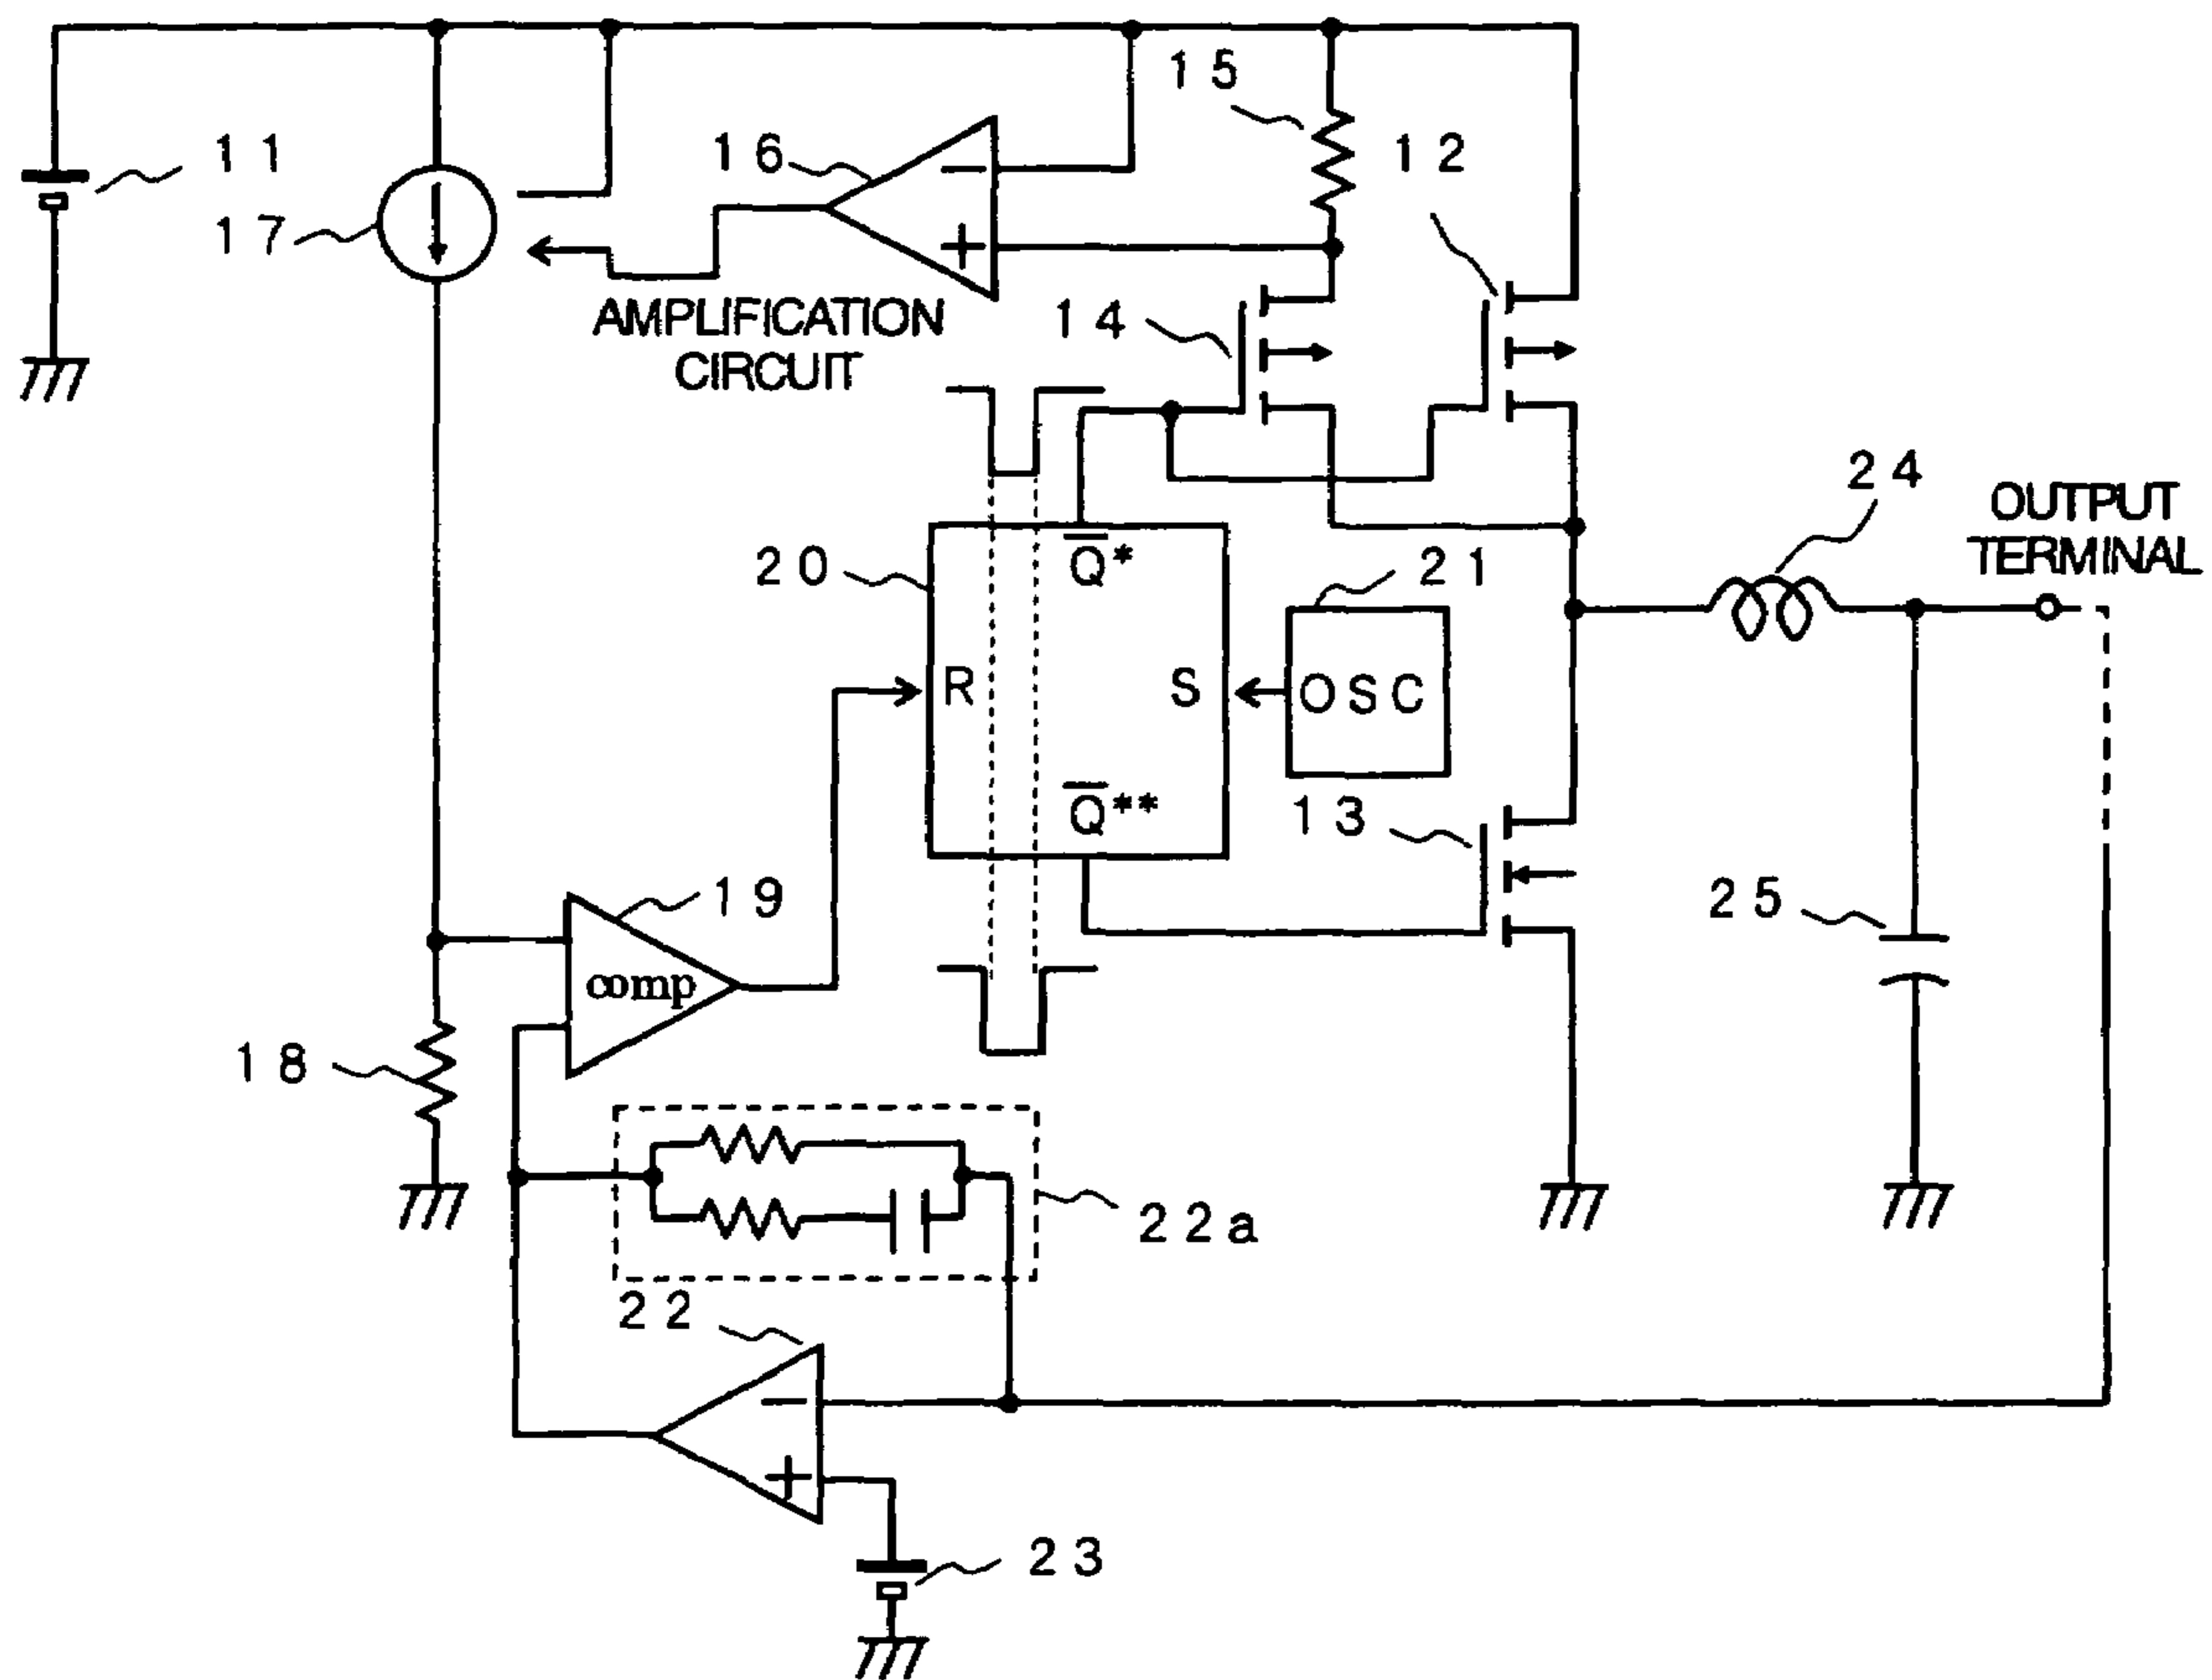 15
11
16
12
17
14
AMPLIFICATION
CIRCUIT
24
OUTPUT
TERMINAL
20
Q̅*
21
R
S
OSC
Q̅**
13
19
25
comp
18
22a
22
23